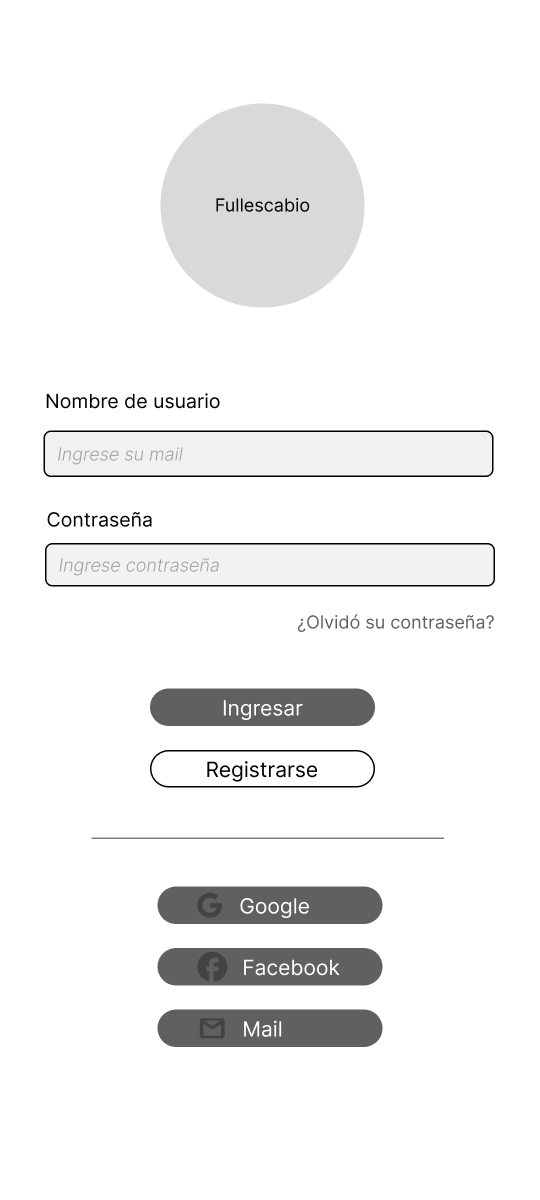 Fullescabio
Nombre de usuario
Ingrese su mail
Contraseña
Ingrese contraseña
¿Olvidó su contraseña?
Ingresar
Registrarse
Google
Facebook
Mail